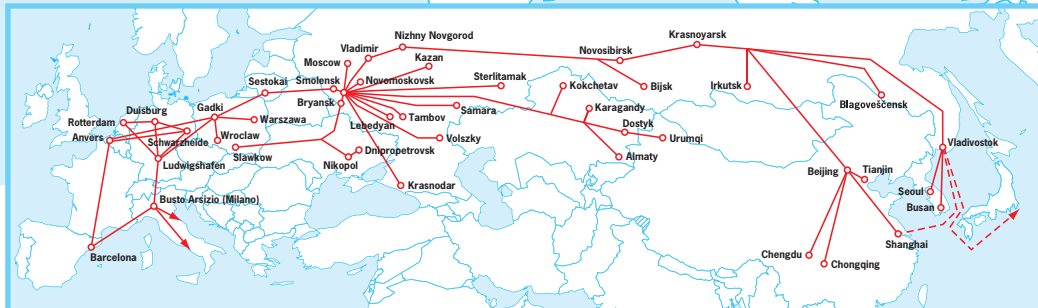 Nizhny Novgorod
Krasnoyarsk
Vladimir
Novosibirsk
Moscow
Kazan
Sestokai
Smolensk
Novomoskovsk
Sterlitamak
Kokchetav
Bijsk
Irkutsk
Bryansk
Blagoveščensk
Duisburg
Gadki
Samara
Karagandy
Rotterdam
Warszawa
Lebedyan
Tambov
Dostyk
Anvers
Wroclaw
Volszky
Urumqi
Schwarzheide
Slawkow
Dnipropetrovsk
Vladivostok
Ludwigshafen
Nikopol
Almaty
Beijing
Tianjin
Krasnodar
Seoul
Busto Arsizio (Milano)
Busan
Shanghai
Barcelona
Chengdu
Chongqing